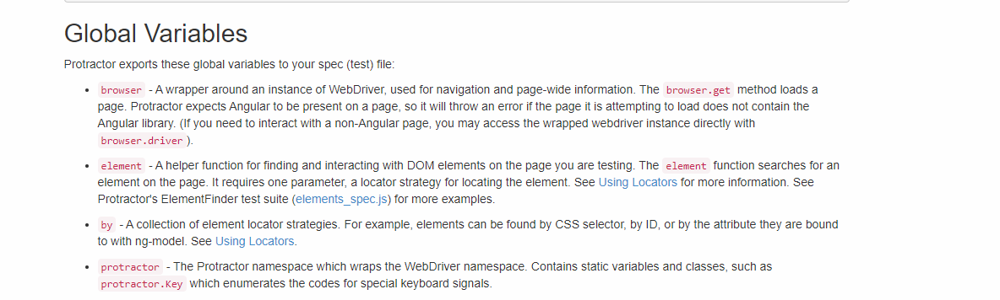 Global Variables
Protractor exports these global variables to your spec (test) file:
• browser - A wrapper around an instance of WebDriver, used for navigation and page-wide information. The browser.get method loads a
page. Protractor expects Angular to be present on a page, so it will throw an error if the page it is attempting to load does not contain the
Angular library. (If you need to interact with a non-Angular page, you may access the wrapped webdriver instance directly with
browser.driver ).
• element - A helper function for finding and interacting with DOM elements on the page you are testing. The element function searches for an
element on the page. It requires one parameter, a locator strategy for locating the element. See Using Locators for more information. See
Protractor's ElementFinder test suite (elements_spec.js) for more examples.
• by - A collection of element locator strategies. For example, elements can be found by CSS selector, by ID, or by the attribute they are bound
to with ng-model. See Using Locators.
• protractor - The Protractor namespace which wraps the WebDriver namespace. Contains static variables and classes, such as
protractor.Key which enumerates the codes for special keyboard signals.